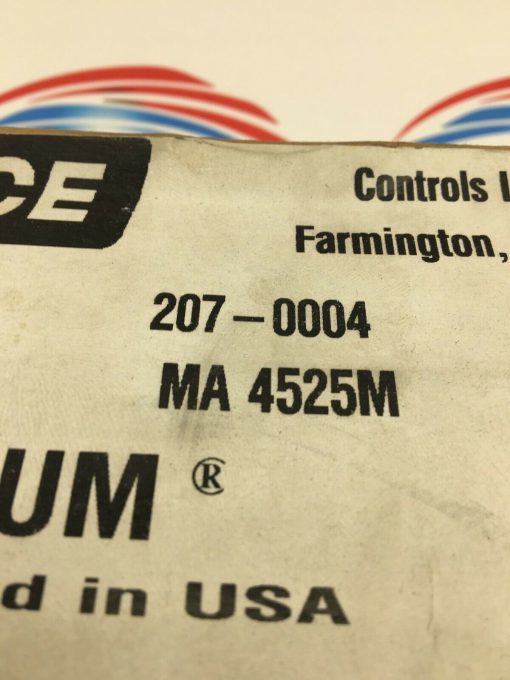 CE
Controls I
Farmington,
207-0004
MA 4525M
UM ®
d in USA